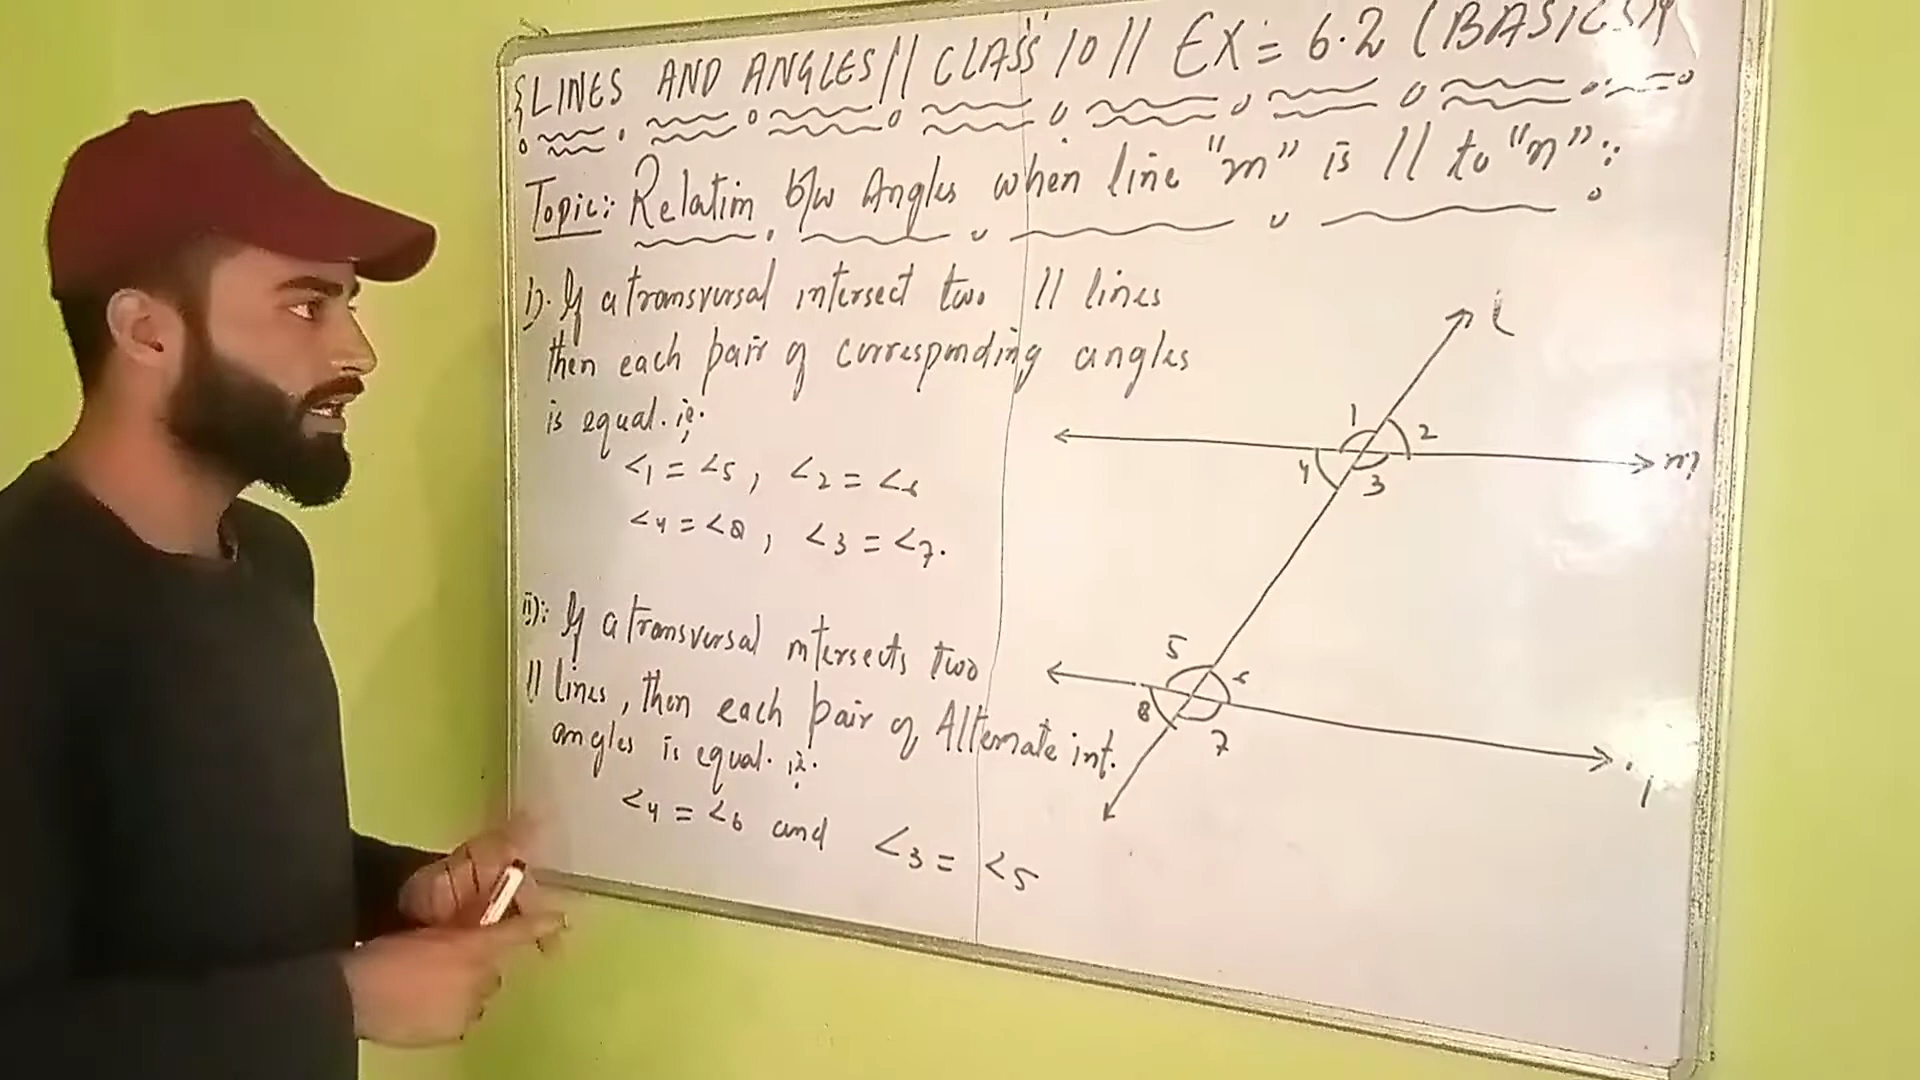 LINES AND ANGLES // CLASS 10 // EX= 6.2 (BASICS)
Topic:- Relation b/w Angles when line "m" is // to "n":
i). If a transversal intersect two // lines
then each pair of corresponding angles
is equal. ie.
<1 = <5, <2 = <6
<4 = <8, <3 = <7.
ii):- If a transversal intersects two
// lines, then each pair of Alternate int.
angles is equal. ie.
<4 = <6 and <3 = <5
l
1 2
m
4 3
5 6
8 7